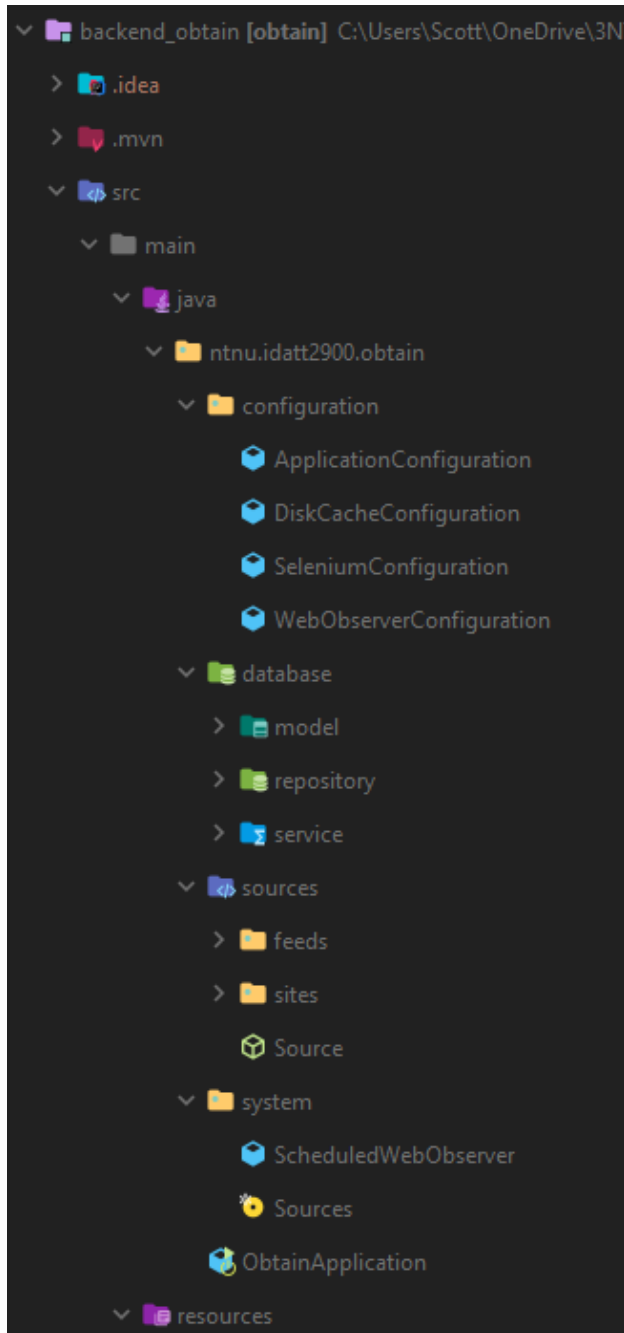 backend_obtain [obtain] C:\Users\Scott\OneDrive\3N
.idea
.mvn
src
main
java
ntnu.idatt2900.obtain
configuration
ApplicationConfiguration
DiskCacheConfiguration
SeleniumConfiguration
WebObserverConfiguration
database
model
repository
service
sources
feeds
sites
Source
system
ScheduledWebObserver
Sources
ObtainApplication
resources